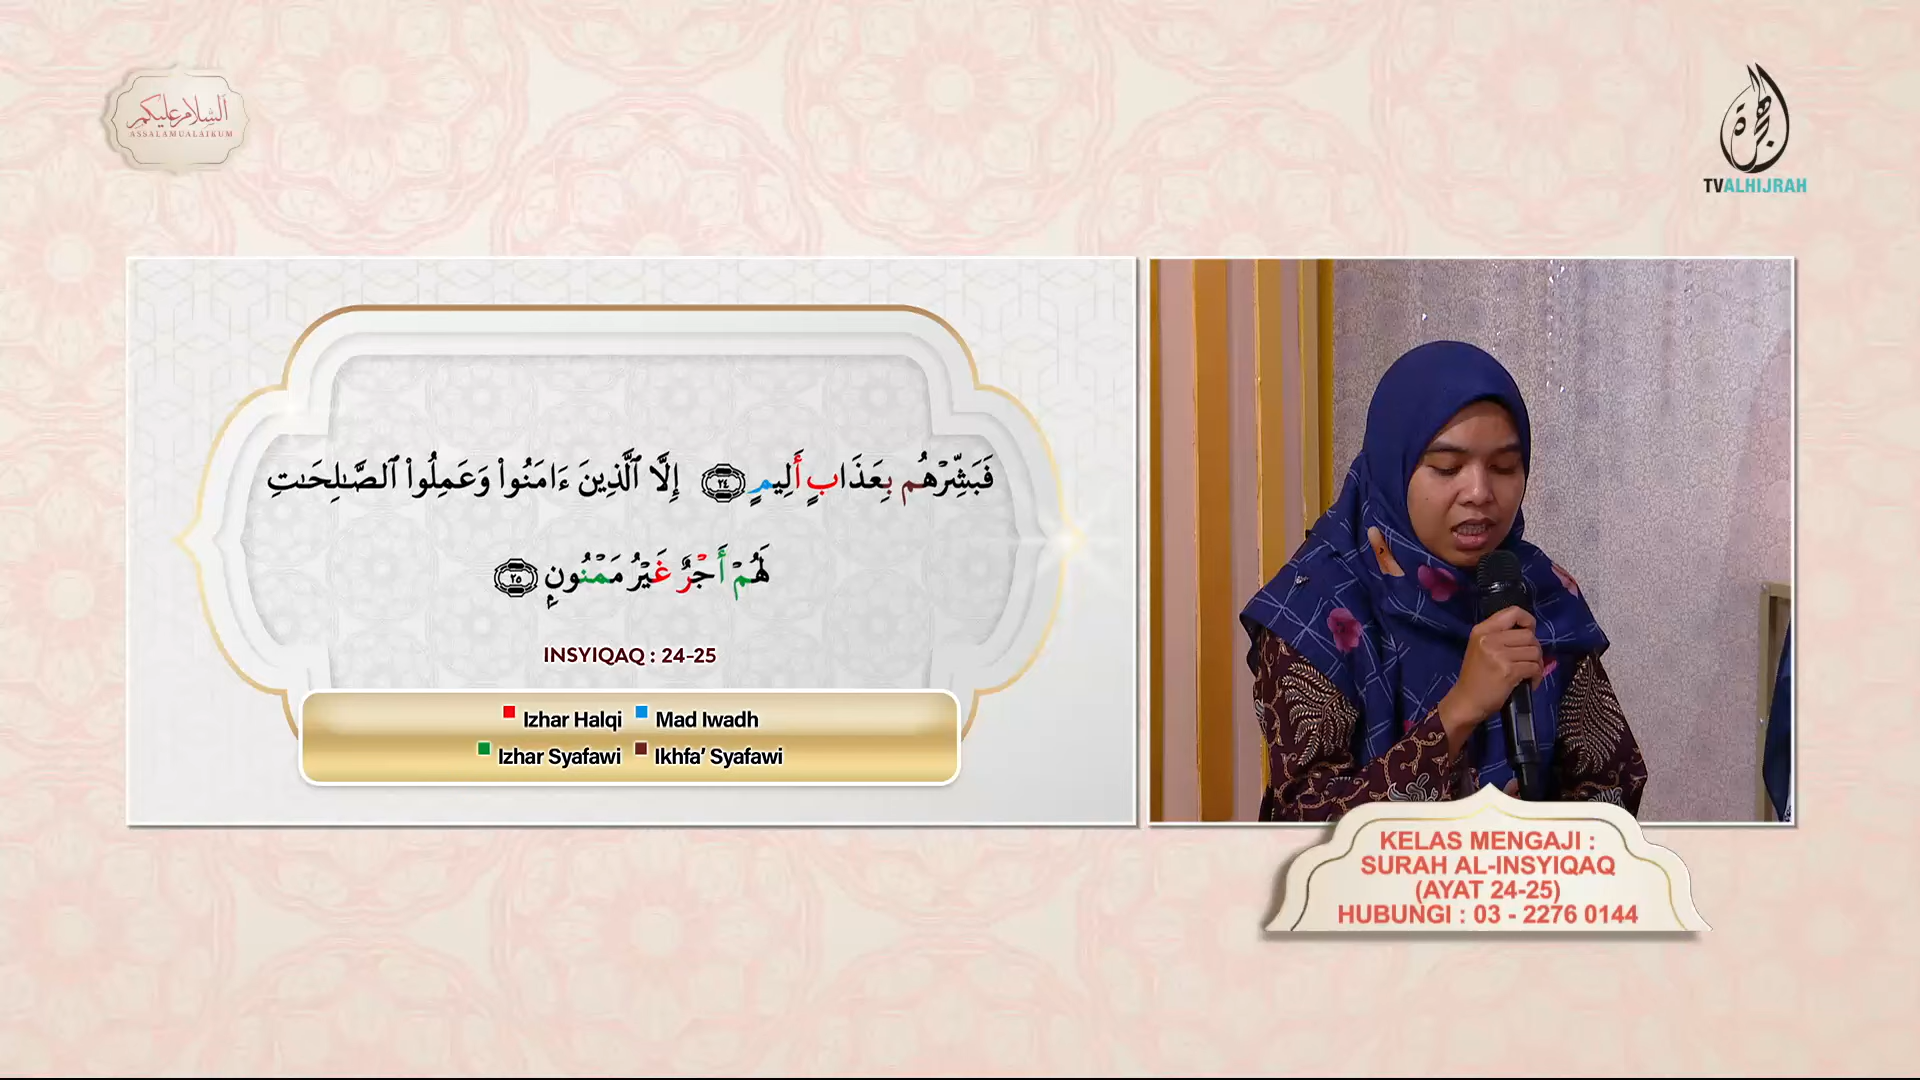 السلام عليكم
ASSALAMUALAIKUM
الهجرة
TVALHIJRAH
فَبَشِّرْهُم بِعَذَابٍ أَلِيمٍ ٢٤ إِلَّا ٱلَّذِينَ ءَامَنُوا۟ وَعَمِلُوا۟ ٱلصَّـٰلِحَـٰتِ
لَهُمْ أَجْرٌ غَيْرُ مَمْنُونٍۭ ٢٥
INSYIQAQ : 24-25
Izhar Halqi Mad Iwadh
Izhar Syafawi Ikhfa’ Syafawi
KELAS MENGAJI :
SURAH AL-INSYIQAQ
(AYAT 24-25)
HUBUNGI : 03 - 2276 0144